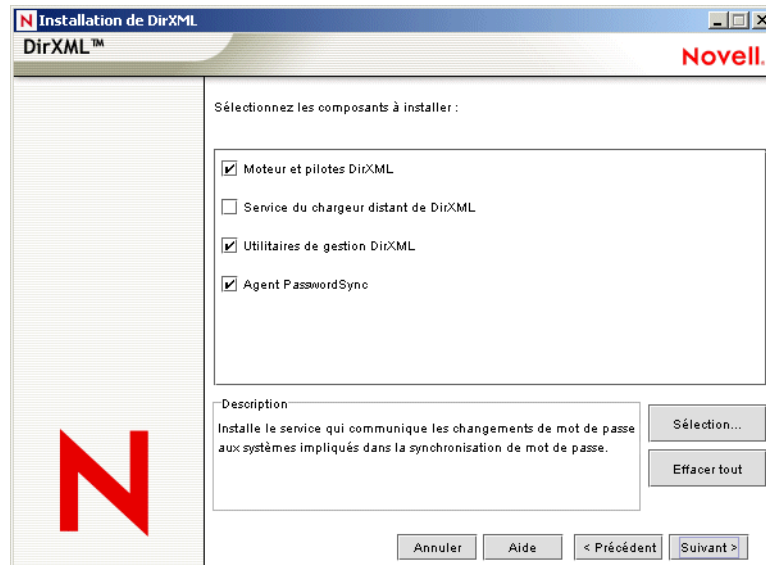 N Installation de DirXML
DirXML™
Novell.
Sélectionnez les composants à installer :
Moteur et pilotes DirXML
Service du chargeur distant de DirXML
Utilitaires de gestion DirXML
Agent PasswordSync
Description
Installe le service qui communique les changements de mot de passe
aux systèmes impliqués dans la synchronisation de mot de passe.
Sélection...
Effacer tout
N
Annuler Aide < Précédent Suivant >